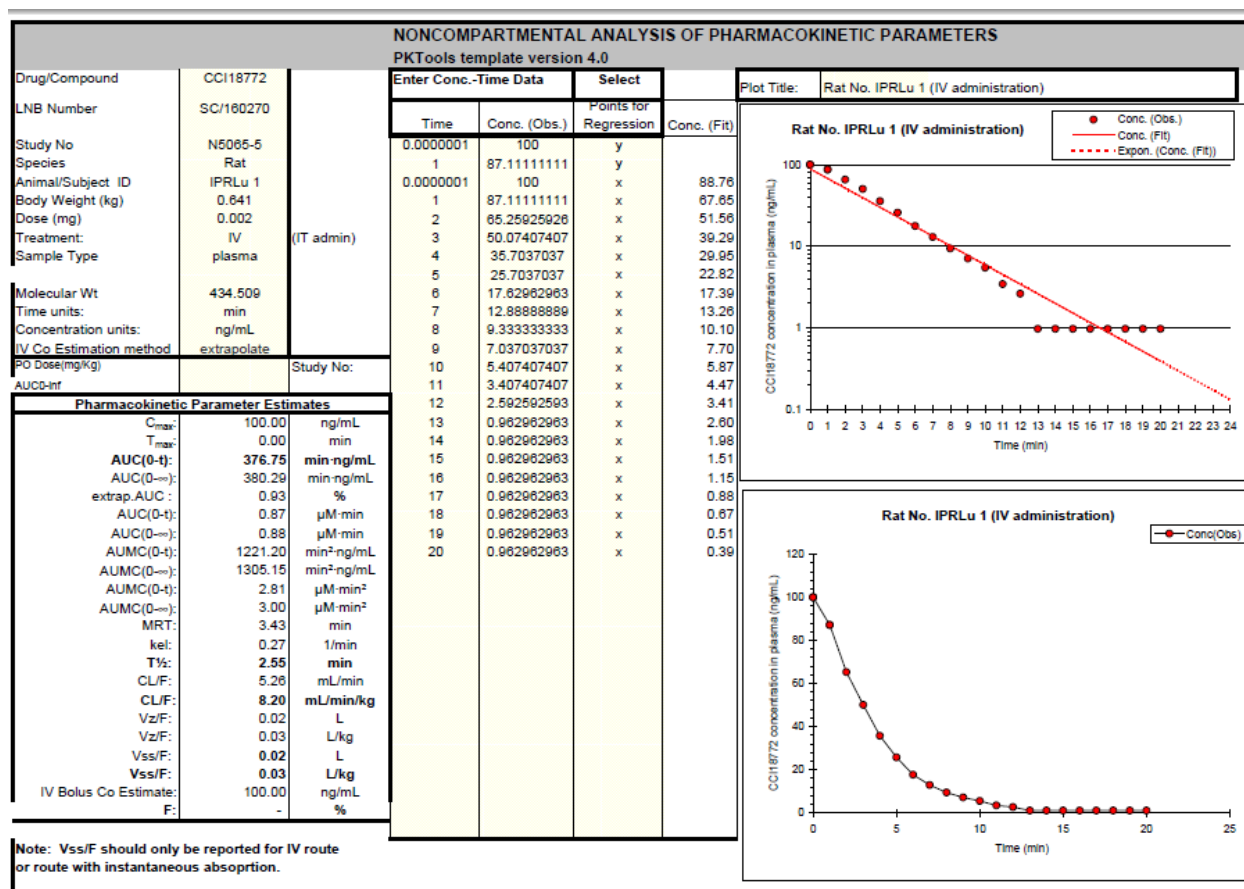 NONCOMPARTMENTAL ANALYSIS OF PHARMACOKINETIC PARAMETERS
PKTools template version 4.0
Drug/Compound CCI18772
LNB Number SC/160270
Study No N5065-5
Species Rat
Animal/Subject ID IPRLu 1
Body Weight (kg) 0.641
Dose (mg) 0.002
Treatment: IV (IT admin)
Sample Type plasma
Molecular Wt 434.509
Time units: min
Concentration units: ng/mL
IV Co Estimation method extrapolate
PO Dose(mg/Kg) Study No:
AUC0-inf
Pharmacokinetic Parameter Estimates
Cmax: 100.00 ng/mL
Tmax: 0.00 min
AUC(0-t): 376.75 min·ng/mL
AUC(0-∞): 380.29 min·ng/mL
extrap.AUC : 0.93 %
AUC(0-t): 0.87 µM·min
AUC(0-∞): 0.88 µM·min
AUMC(0-t): 1221.20 min²·ng/mL
AUMC(0-∞): 1305.15 min²·ng/mL
AUMC(0-t): 2.81 µM·min²
AUMC(0-∞): 3.00 µM·min²
MRT: 3.43 min
kel: 0.27 1/min
T½: 2.55 min
CL/F: 5.26 mL/min
CL/F: 8.20 mL/min/kg
Vz/F: 0.02 L
Vz/F: 0.03 L/kg
Vss/F: 0.02 L
Vss/F: 0.03 L/kg
IV Bolus Co Estimate: 100.00 ng/mL
F: - %
Note: Vss/F should only be reported for IV route
or route with instantaneous absoprtion.
Enter Conc.-Time Data Select
Points for
Time Conc. (Obs.) Regression Conc. (Fit)
0.0000001 100 y
1 87.11111111 y
0.0000001 100 x 88.76
1 87.11111111 x 67.65
2 65.25925926 x 51.56
3 50.07407407 x 39.29
4 35.7037037 x 29.95
5 25.7037037 x 22.82
6 17.62962963 x 17.39
7 12.88888889 x 13.26
8 9.333333333 x 10.10
9 7.037037037 x 7.70
10 5.407407407 x 5.87
11 3.407407407 x 4.47
12 2.592592593 x 3.41
13 0.962962963 x 2.60
14 0.962962963 x 1.98
15 0.962962963 x 1.51
16 0.962962963 x 1.15
17 0.962962963 x 0.88
18 0.962962963 x 0.67
19 0.962962963 x 0.51
20 0.962962963 x 0.39
Plot Title: Rat No. IPRLu 1 (IV administration)
Rat No. IPRLu 1 (IV administration)
Conc. (Obs.)
Conc. (Fit)
Expon. (Conc. (Fit))
CCI18772 concentration in plasma (ng/mL)
100
10
1
0.1
0 1 2 3 4 5 6 7 8 9 10 11 12 13 14 15 16 17 18 19 20 21 22 23 24
Time (min)
Rat No. IPRLu 1 (IV administration)
Conc(Obs)
CCI18772 concentration in plasma (ng/mL)
120
100
80
60
40
20
0
0 5 10 15 20 25
Time (min)